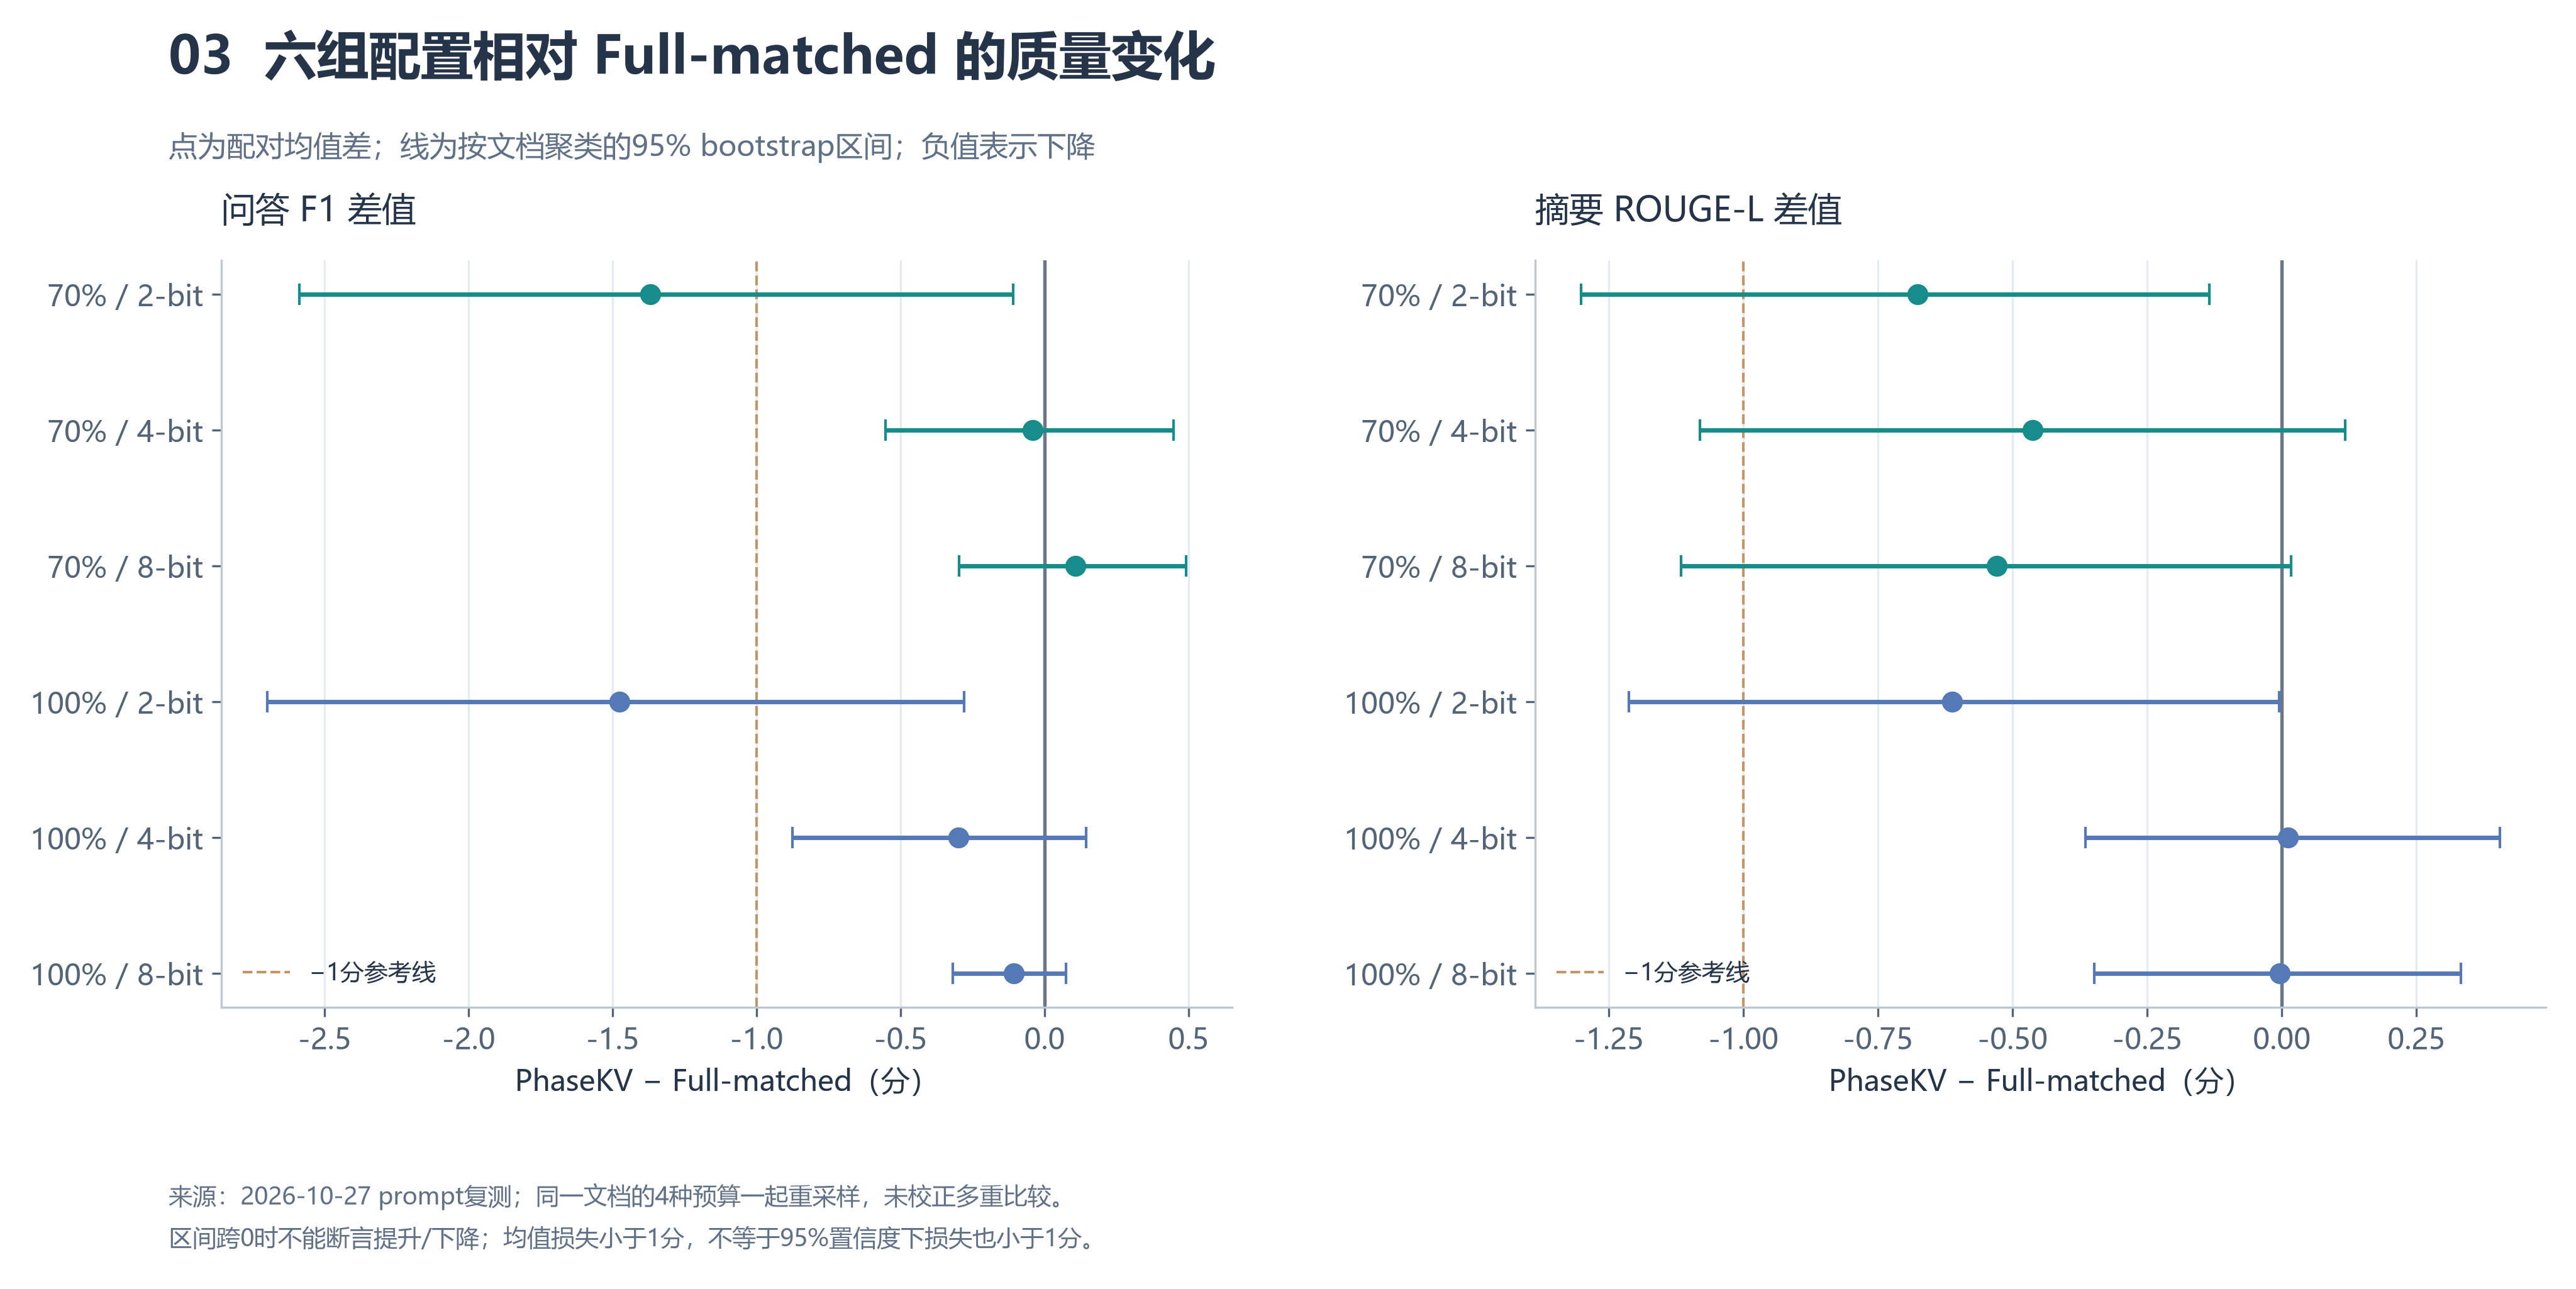 03 六组配置相对 Full-matched 的质量变化
点为配对均值差；线为按文档聚类的95% bootstrap区间；负值表示下降
问答 F1 差值
70% / 2-bit
70% / 4-bit
70% / 8-bit
100% / 2-bit
100% / 4-bit
100% / 8-bit
−1分参考线
-2.5 -2.0 -1.5 -1.0 -0.5 0.0 0.5
PhaseKV − Full-matched（分）
摘要 ROUGE-L 差值
70% / 2-bit
70% / 4-bit
70% / 8-bit
100% / 2-bit
100% / 4-bit
100% / 8-bit
−1分参考线
-1.25 -1.00 -0.75 -0.50 -0.25 0.00 0.25
PhaseKV − Full-matched（分）
来源：2026-10-27 prompt复测；同一文档的4种预算一起重采样，未校正多重比较。
区间跨0时不能断言提升/下降；均值损失小于1分，不等于95%置信度下损失也小于1分。